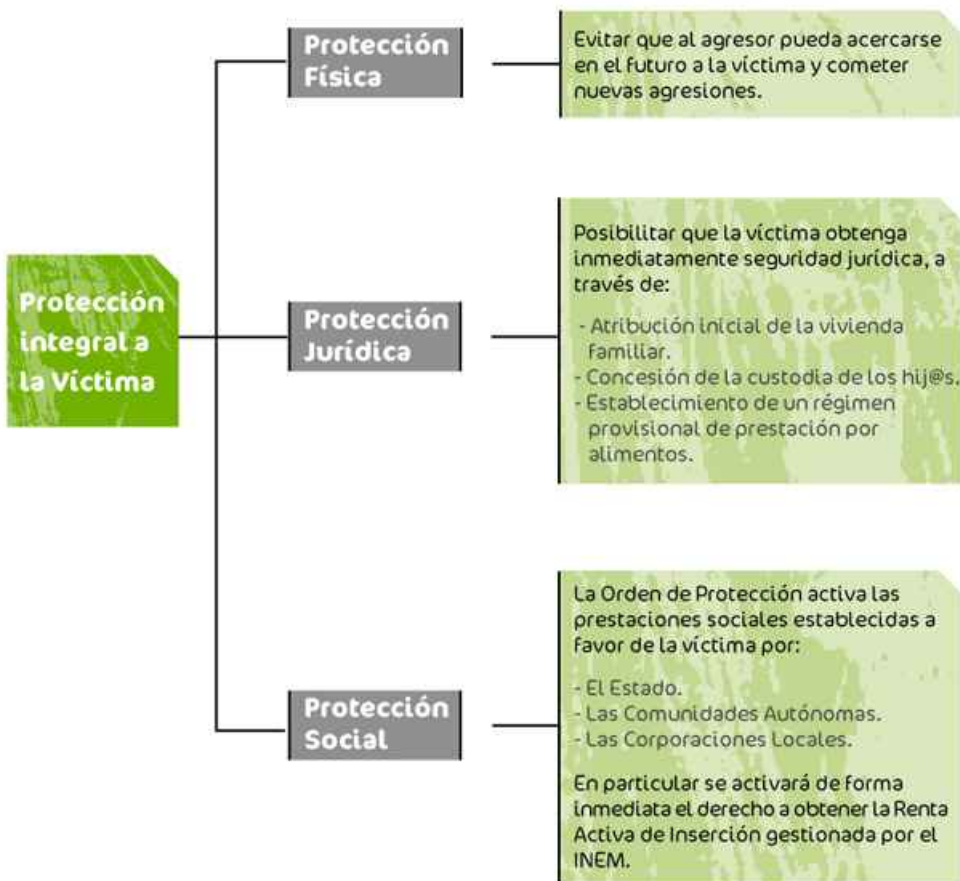 Protección
integral a
la Víctima
Protección
Física
Evitar que al agresor pueda acercarse
en el futuro a la víctima y cometer
nuevas agresiones.
Protección
Jurídica
Posibilitar que la víctima obtenga
inmediatamente seguridad jurídica, a
través de:
- Atribución inicial de la vivienda
familiar.
- Concesión de la custodia de los hij@s.
- Establecimiento de un régimen
provisional de prestación por
alimentos.
Protección
Social
La Orden de Protección activa las
prestaciones sociales establecidas a
favor de la víctima por:
- El Estado.
- Las Comunidades Autónomas.
- Las Corporaciones Locales.
En particular se activará de forma
inmediata el derecho a obtener la Renta
Activa de Inserción gestionada por el
INEM.